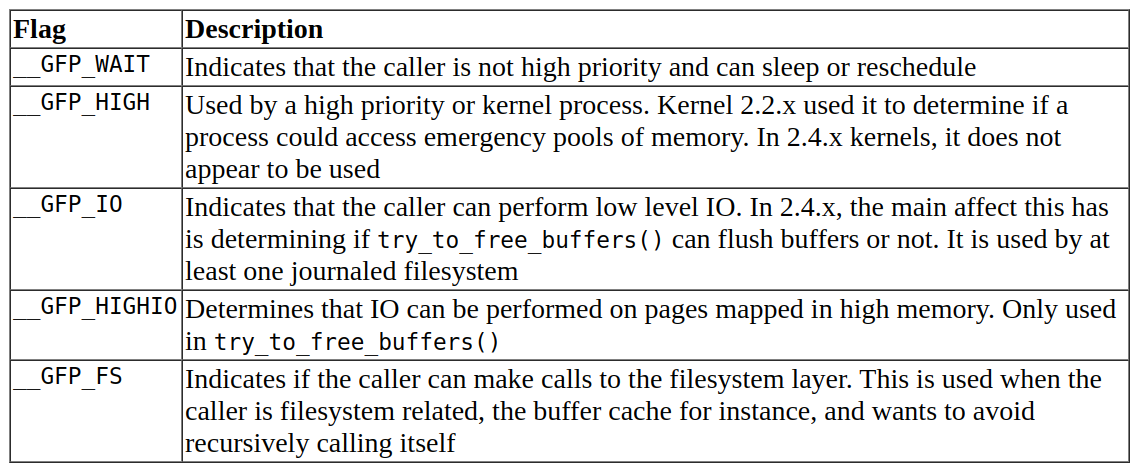 Flag Description
__GFP_WAIT Indicates that the caller is not high priority and can sleep or reschedule
__GFP_HIGH Used by a high priority or kernel process. Kernel 2.2.x used it to determine if a
process could access emergency pools of memory. In 2.4.x kernels, it does not
appear to be used
__GFP_IO Indicates that the caller can perform low level IO. In 2.4.x, the main affect this has
is determining if try_to_free_buffers() can flush buffers or not. It is used by at
least one journaled filesystem
__GFP_HIGHIO Determines that IO can be performed on pages mapped in high memory. Only used
in try_to_free_buffers()
__GFP_FS Indicates if the caller can make calls to the filesystem layer. This is used when the
caller is filesystem related, the buffer cache for instance, and wants to avoid
recursively calling itself